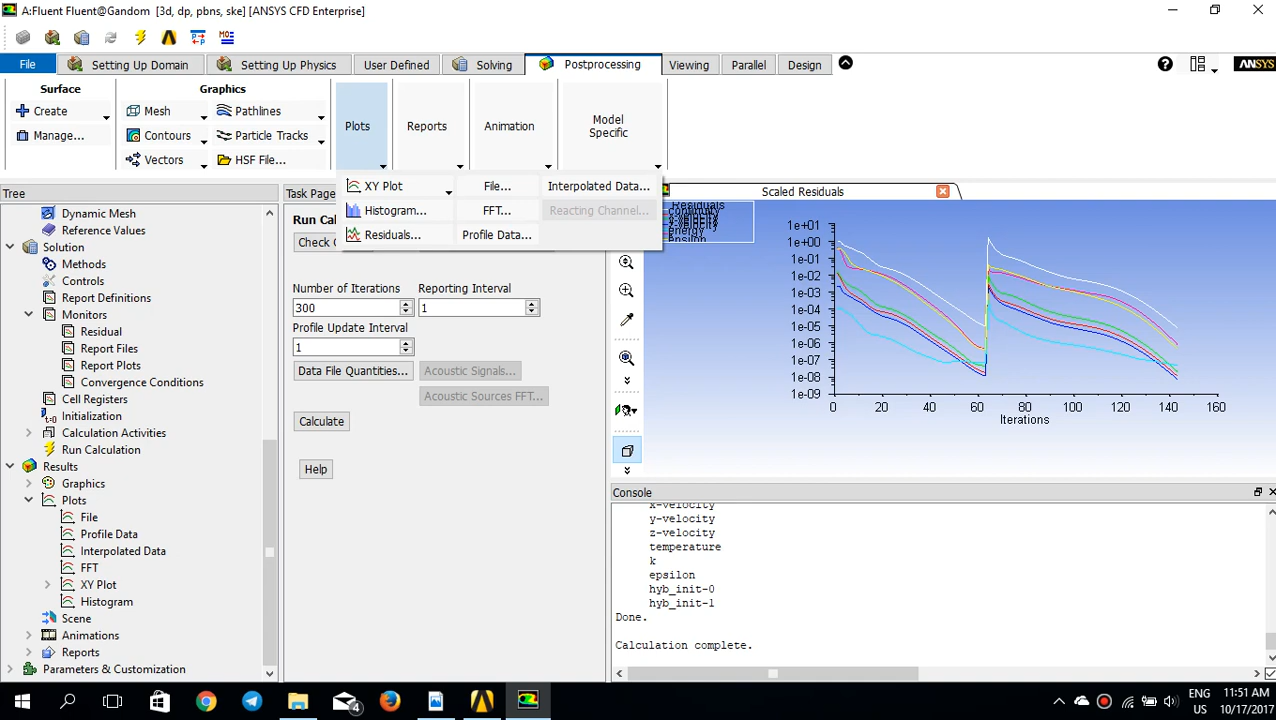 A:Fluent Fluent@Gandom [3d, dp, pbns, ske] [ANSYS CFD Enterprise]
File
Setting Up Domain
Setting Up Physics
User Defined
Solving
Postprocessing
Viewing
Parallel
Design
ANSYS
Surface
Create
Manage...
Graphics
Mesh
Contours
Vectors
Pathlines
Particle Tracks
HSF File...
Plots
Reports
Animation
Model
Specific
XY Plot
File...
Interpolated Data...
Histogram...
FFT...
Reacting Channel...
Residuals...
Profile Data...
Tree
Dynamic Mesh
Reference Values
Solution
Methods
Controls
Report Definitions
Monitors
Residual
Report Files
Report Plots
Convergence Conditions
Cell Registers
Initialization
Calculation Activities
Run Calculation
Results
Graphics
Plots
File
Profile Data
Interpolated Data
FFT
XY Plot
Histogram
Scene
Animations
Reports
Parameters & Customization
Task Page
Run Cal
Check C
Number of Iterations
Reporting Interval
300
1
Profile Update Interval
1
Data File Quantities...
Acoustic Signals...
Acoustic Sources FFT...
Calculate
Help
Scaled Residuals
Residuals
continuity
x-velocity
y-velocity
energy
epsilon
1e+01
1e+00
1e-01
1e-02
1e-03
1e-04
1e-05
1e-06
1e-07
1e-08
1e-09
0
20
40
60
80
100
120
140
160
Iterations
Console
x-velocity
y-velocity
z-velocity
temperature
k
epsilon
hyb_init-0
hyb_init-1
Done.
Calculation complete.
4
ENG
US
11:51 AM
10/17/2017